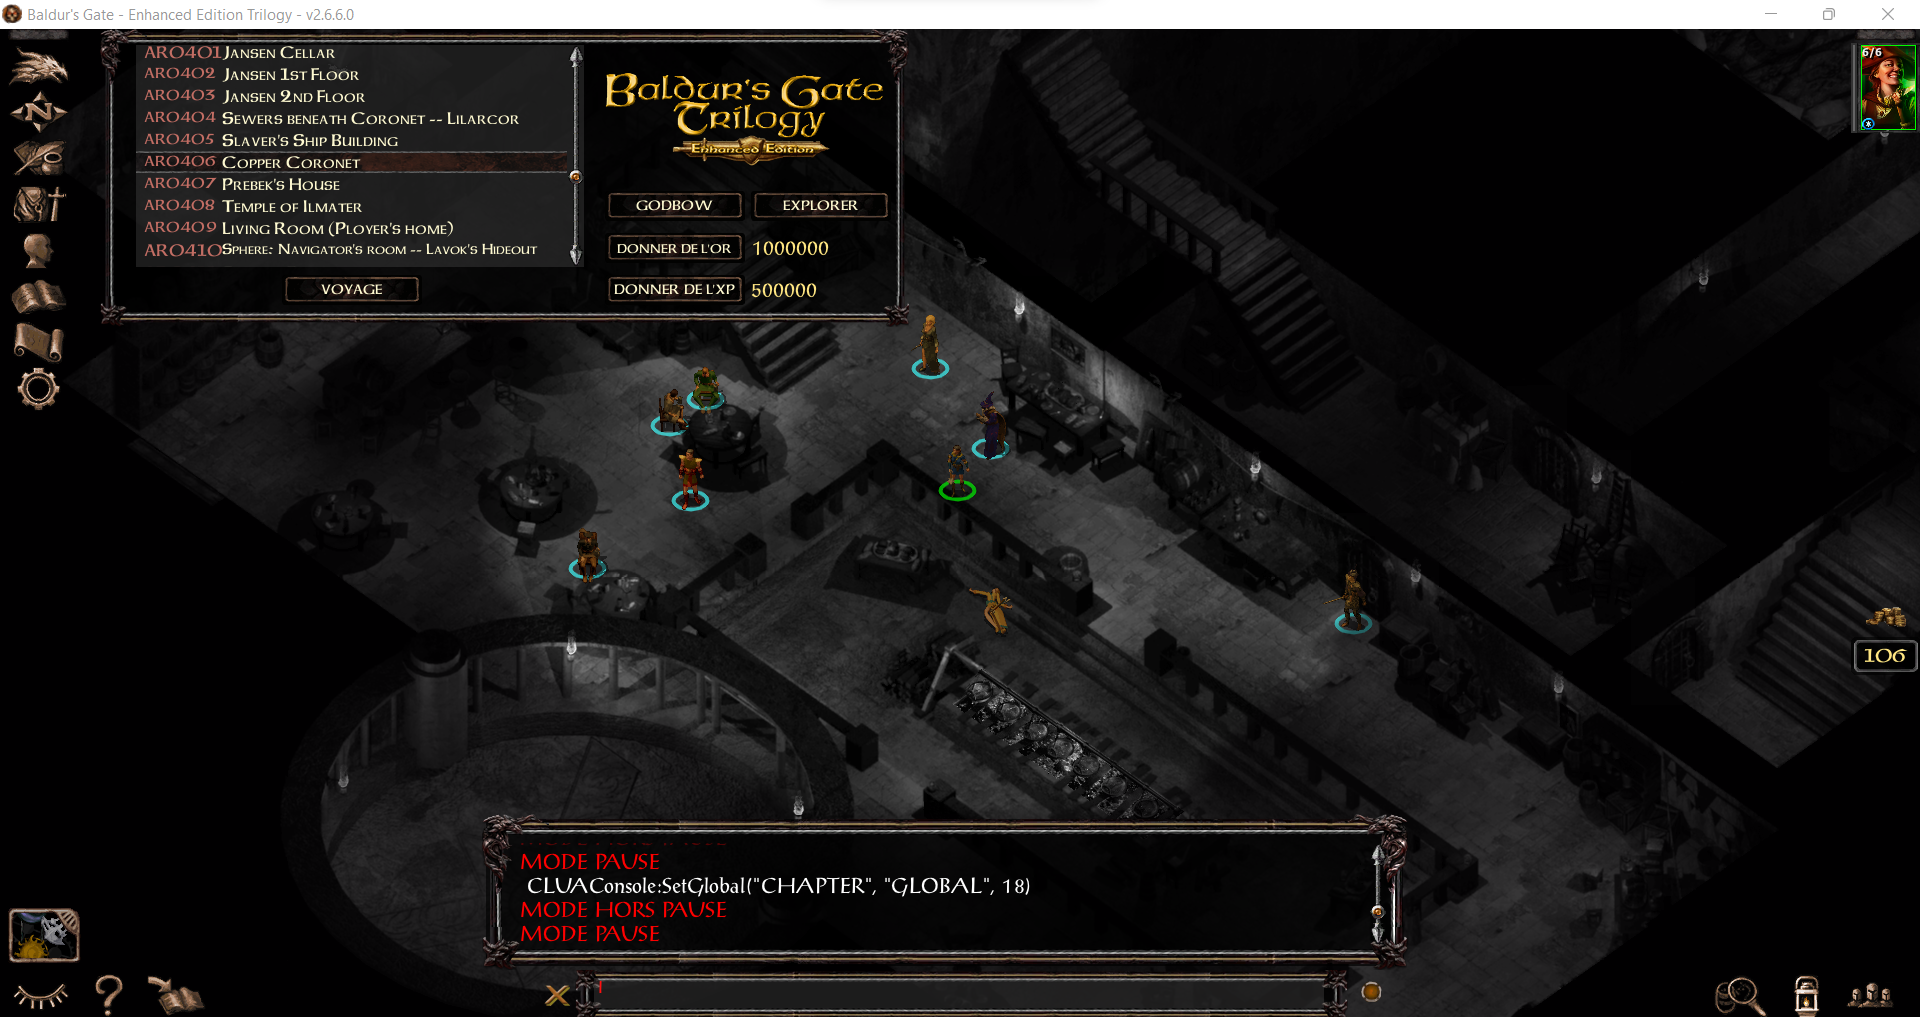 Baldur's Gate - Enhanced Edition Trilogy - v2.6.6.0
AR0401 Jansen Cellar
AR0402 Jansen 1st Floor
AR0403 Jansen 2nd Floor
AR0404 Sewers beneath Coronet -- Lilarcor
AR0405 Slaver's Ship Building
AR0406 Copper Coronet
AR0407 Prebek's House
AR0408 Temple of Ilmater
AR0409 Living Room (Ployer's home)
AR0410 Sphere: Navigator's room -- Lavok's Hideout
VOYAGE
Baldur's Gate
Trilogy
Enhanced Edition
GODBOW
EXPLORER
DONNER DE L'OR 1000000
DONNER DE L'XP 500000
6/6
N
106
MODE PAUSE
CLUAConsole:SetGlobal("CHAPTER", "GLOBAL", 18)
MODE HORS PAUSE
MODE PAUSE